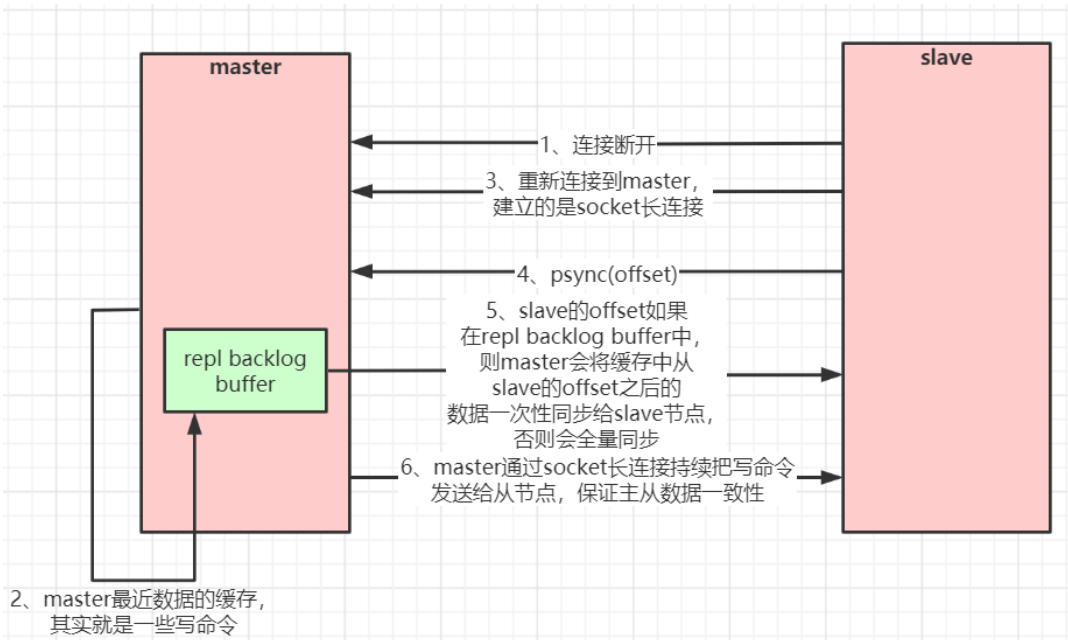 master
slave
1、连接断开
3、重新连接到master，
建立的是socket长连接
4、psync(offset)
5、slave的offset如果
在repl backlog buffer中，
则master会将缓存中从
slave的offset之后的
数据一次性同步给slave节点，
否则会全量同步
repl backlog
buffer
6、master通过socket长连接持续把写命令
发送给从节点，保证主从数据一致性
2、master最近数据的缓存，
其实就是一些写命令